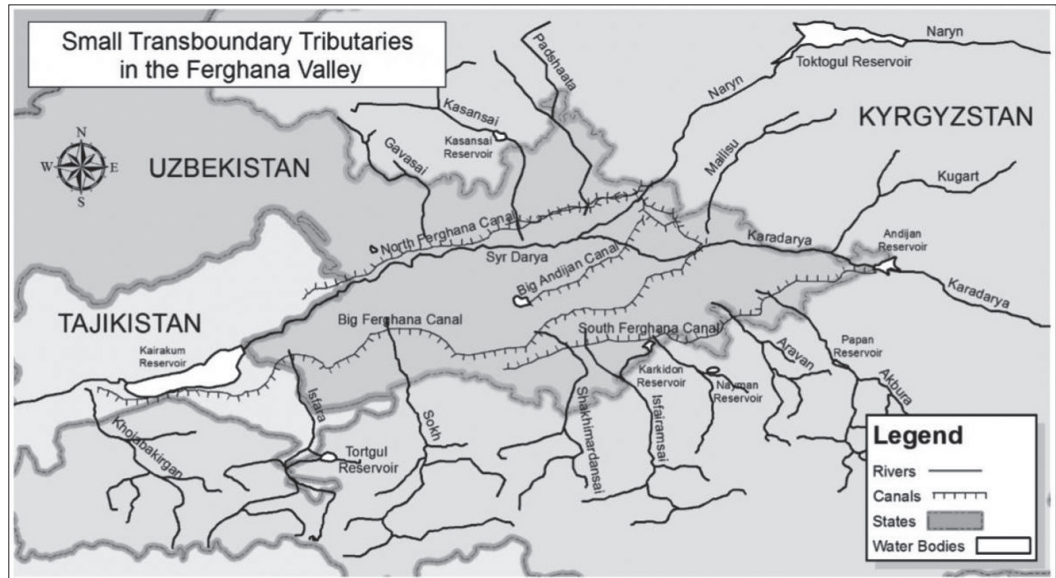 Small Transboundary Tributaries
in the Ferghana Valley
N
W
E
S
UZBEKISTAN
KYRGYZSTAN
TAJIKISTAN
Padshaata
Naryn
Toktogul Reservoir
Naryn
Kasansai
Kasansai
Reservoir
Gavasai
Mailisu
Kugart
North Ferghana Canal
Syr Darya
Karadarya
Andijan
Reservoir
Karadarya
Big Andijan Canal
Big Ferghana Canal
South Ferghana Canal
Kairakum
Reservoir
Papan
Reservoir
Aravan
Akbura
Karkidon
Reservoir
Nayman
Reservoir
Isfara
Sokh
Shakhimardansai
Isfairamsai
Khojabakirgan
Tortgul
Reservoir
Legend
Rivers
Canals
States
Water Bodies